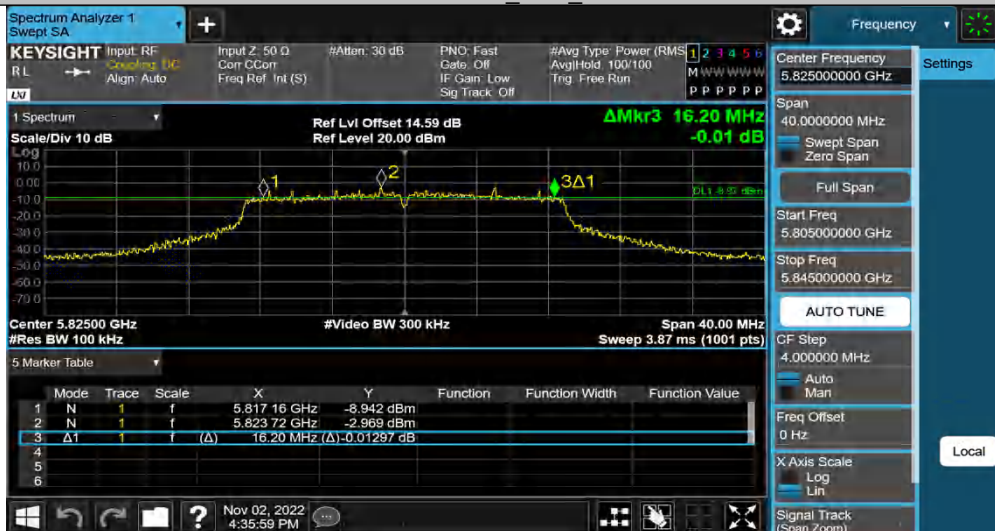 Spectrum Analyzer 1
Swept SA
+
Frequency
KEYSIGHT
RL
LXI
Input: RF
Coupling: DC
Align: Auto
Input Z: 50 Ω
Corr CCorr
Freq Ref: Int (S)
#Atten: 30 dB
PNO: Fast
Gate: Off
IF Gain: Low
Sig Track: Off
#Avg Type: Power (RMS
Avg|Hold: 100/100
Trig: Free Run
1 2 3 4 5 6
M W W W W W
P P P P P P
1 Spectrum
Scale/Div 10 dB
Ref Lvl Offset 14.59 dB
Ref Level 20.00 dBm
ΔMkr3 16.20 MHz
-0.01 dB
Log
10.0
0.00
-10.0
-20.0
-30.0
-40.0
-50.0
-60.0
-70.0
1
2
3Δ1
DL1 -8.97 dBm
Center 5.82500 GHz
#Video BW 300 kHz
Span 40.00 MHz
#Res BW 100 kHz
Sweep 3.87 ms (1001 pts)
5 Marker Table
Mode Trace Scale X Y Function Function Width Function Value
1 N 1 f 5.817 16 GHz -8.942 dBm
2 N 1 f 5.823 72 GHz -2.969 dBm
3 Δ1 1 f (Δ) 16.20 MHz (Δ) -0.01297 dB
4
5
6
?
Nov 02, 2022
4:35:59 PM
Center Frequency
5.825000000 GHz
Settings
Span
40.0000000 MHz
Swept Span
Zero Span
Full Span
Start Freq
5.805000000 GHz
Stop Freq
5.845000000 GHz
AUTO TUNE
CF Step
4.000000 MHz
Auto
Man
Freq Offset
0 Hz
Local
X Axis Scale
Log
Lin
Signal Track
(Span Zoom)